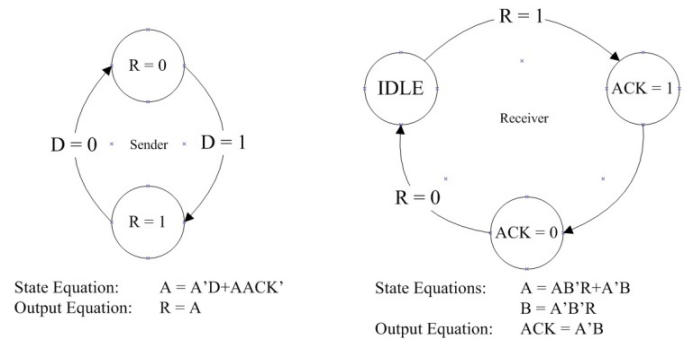 R = 0
D = 0
Sender
D = 1
R = 1
State Equation: A = A’D+AACK’
Output Equation: R = A
R = 1
IDLE
ACK = 1
Receiver
R = 0
ACK = 0
State Equations: A = AB’R+A’B
B = A’B’R
Output Equation: ACK = A’B